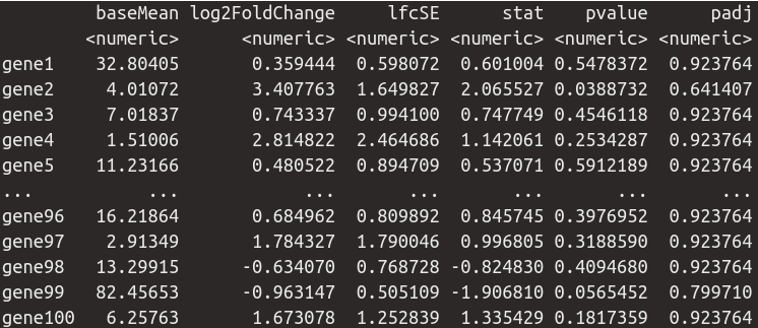 baseMean log2FoldChange lfcSE stat pvalue padj
<numeric> <numeric> <numeric> <numeric> <numeric> <numeric>
gene1 32.80405 0.359444 0.598072 0.601004 0.5478372 0.923764
gene2 4.01072 3.407763 1.649827 2.065527 0.0388732 0.641407
gene3 7.01837 0.743337 0.994100 0.747749 0.4546118 0.923764
gene4 1.51006 2.814822 2.464686 1.142061 0.2534287 0.923764
gene5 11.23166 0.480522 0.894709 0.537071 0.5912189 0.923764
... ... ... ... ... ... ...
gene96 16.21864 0.684962 0.809892 0.845745 0.3976952 0.923764
gene97 2.91349 1.784327 1.790046 0.996805 0.3188590 0.923764
gene98 13.29915 -0.634070 0.768728 -0.824830 0.4094680 0.923764
gene99 82.45653 -0.963147 0.505109 -1.906810 0.0565452 0.799710
gene100 6.25763 1.673078 1.252839 1.335429 0.1817359 0.923764